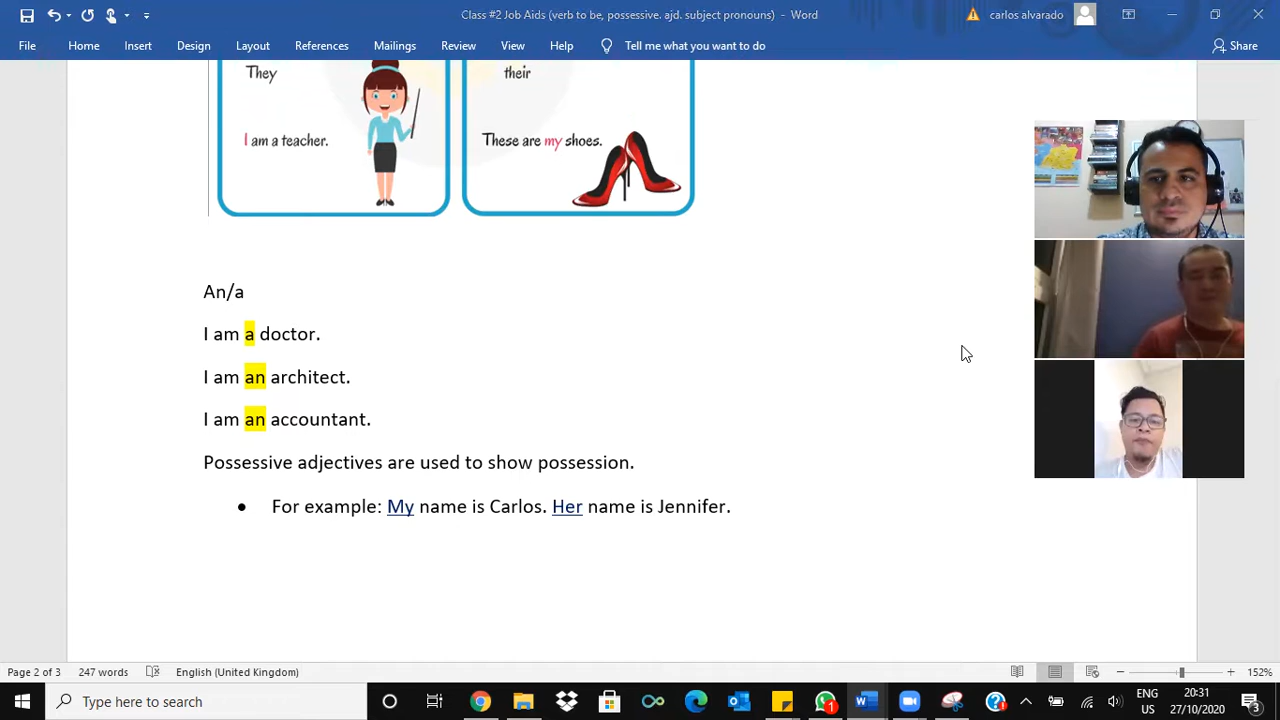 Class #2 Job Aids (verb to be, possessive. ajd. subject pronouns) - Word
carlos alvarado
File Home Insert Design Layout References Mailings Review View Help Tell me what you want to do Share
They
their
I am a teacher.
These are my shoes.
An/a
I am a doctor.
I am an architect.
I am an accountant.
Possessive adjectives are used to show possession.
• For example: My name is Carlos. Her name is Jennifer.
Page 2 of 3 247 words English (United Kingdom) 152%
Type here to search
1
ENG
US
20:31
27/10/2020
3